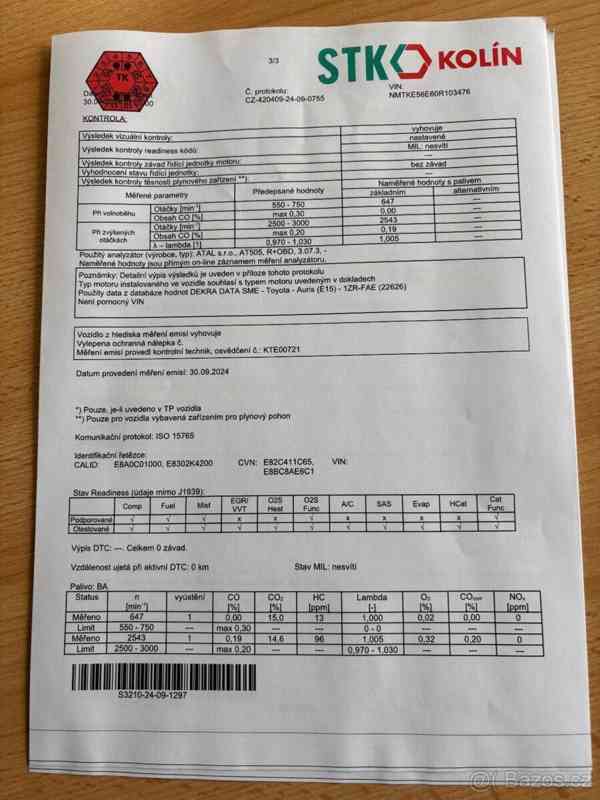 TK
STK KOLÍN
3/3
Č. protokolu:
CZ-420409-24-09-0755
VIN:
NMTKE56E60R103476
KONTROLA:
Výsledek vizuální kontroly: vyhovuje
Výsledek kontroly readiness kódů: nastavené
MIL: nesvítí
Výsledek kontroly závad řídící jednotky motoru: ---
Vyhodnocení stavu řídící jednotky: bez závad
Výsledek kontroly těsnosti plynového zařízení **): ---
Měřené parametry Předepsané hodnoty Naměřené hodnoty s palivem
základním alternativním
Při volnoběhu Otáčky [min⁻¹] 550 - 750 647 ---
Obsah CO [%] max 0,30 0,00 ---
Při zvýšených otáčkách Otáčky [min⁻¹] 2500 - 3000 2543 ---
Obsah CO [%] max 0,20 0,19 ---
λ – lambda [¹] 0,970 - 1,030 1,005 ---
Použitý analyzátor (výrobce, typ): ATAL s.r.o., AT505, R+OBD, 3.07.3, -
Naměřené hodnoty jsou přímým on-line záznamem měření analyzátoru.
Poznámky: Detailní výpis výsledků je uveden v příloze tohoto protokolu
Typ motoru instalovaného ve vozidle souhlasí s typem motoru uvedeným v dokladech
Použity data z databáze hodnot DEKRA DATA SME - Toyota - Auris (E15) - 1ZR-FAE (22626)
Není pomocný VIN
Vozidlo z hlediska měření emisí vyhovuje
Vylepena ochranná nálepka č.
Měření emisí provedl kontrolní technik, osvědčení č.: KTE00721
Datum provedení měření emisí: 30.09.2024
*) Pouze, je-li uvedeno v TP vozidla
**) Pouze pro vozidla vybavená zařízením pro plynový pohon
Komunikační protokol: ISO 15765
Identifikační řetězce:
CALID: E8A0C01000, E8302K4200 CVN: E82C411C65, VIN:
E8BC8AE6C1
Stav Readiness (údaje mimo J1939):
Comp Fuel Misf EGR/VVT O2S Heat O2S Func A/C SAS Evap HCat Cat Func
Podporované √ √ √ x x √ x x x x √
Otestované √ √ √ √ √ √ √ √ √ √ √
Výpis DTC: ---. Celkem 0 závad.
Vzdálenost ujetá při aktivní DTC: 0 km Stav MIL: nesvítí
Palivo: BA
Status n [min⁻¹] vyústění CO [%] CO₂ [%] HC [ppm] Lambda [-] O₂ [%] COkorr [%] NOx [ppm]
Měřeno 647 1 0,00 15,0 13 1,000 0,02 0,00 0
Limit 550 - 750 --- max 0,30 --- --- 0 - 0 --- --- ---
Měřeno 2543 1 0,19 14,6 96 1,005 0,32 0,20 0
Limit 2500 - 3000 --- max 0,20 --- --- 0,970 - 1,030 --- --- ---
S3210-24-09-1297
Bazos.cz